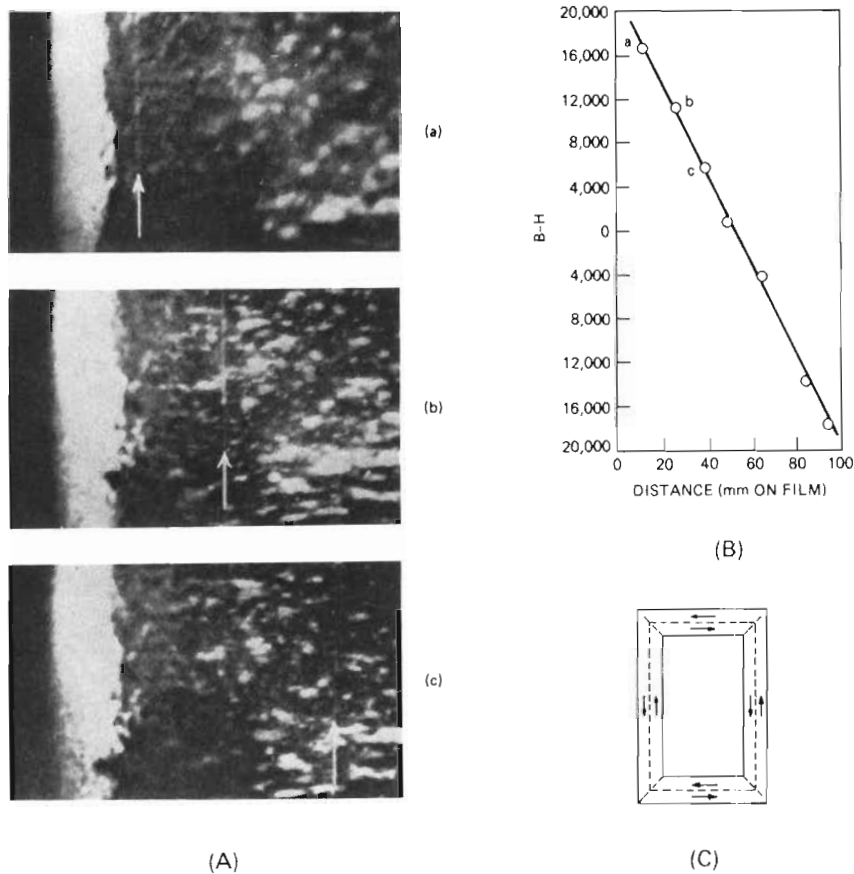 (a)
(b)
(c)
(A)
20,000
16,000
12,000
8,000
4,000
0
4,000
8,000
12,000
16,000
20,000
B-H
a
b
c
0 20 40 60 80 100
DISTANCE (mm ON FILM)
(B)
(C)